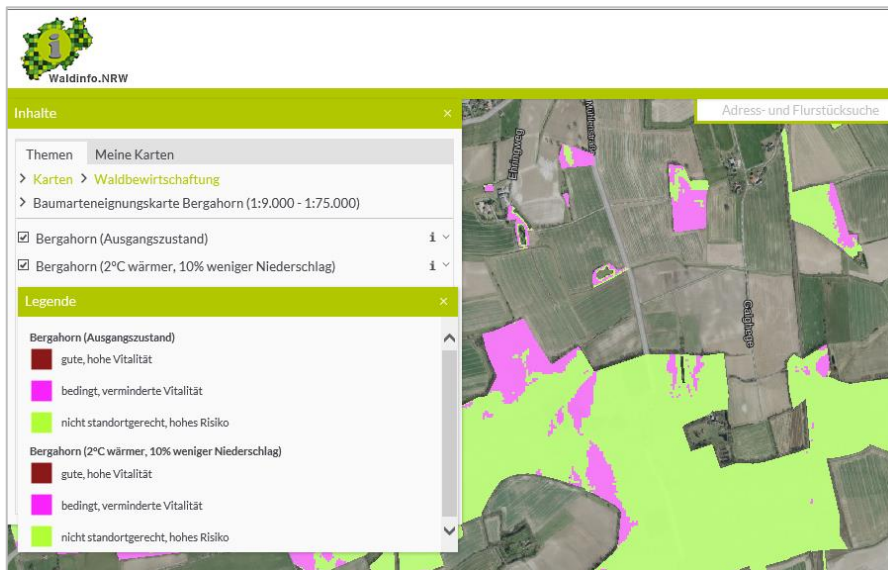 Waldinfo.NRW
Inhalte
Adress- und Flurstücksuche
Themen Meine Karten
Karten Waldbewirtschaftung
Baumarteneignungskarte Bergahorn (1:9.000 - 1:75.000)
Bergahorn (Ausgangszustand)
Bergahorn (2°C wärmer, 10% weniger Niederschlag)
Legende
Bergahorn (Ausgangszustand)
gute, hohe Vitalität
bedingt, verminderte Vitalität
nicht standortgerecht, hohes Risiko
Bergahorn (2°C wärmer, 10% weniger Niederschlag)
gute, hohe Vitalität
bedingt, verminderte Vitalität
nicht standortgerecht, hohes Risiko
Ehringweg
Galghege